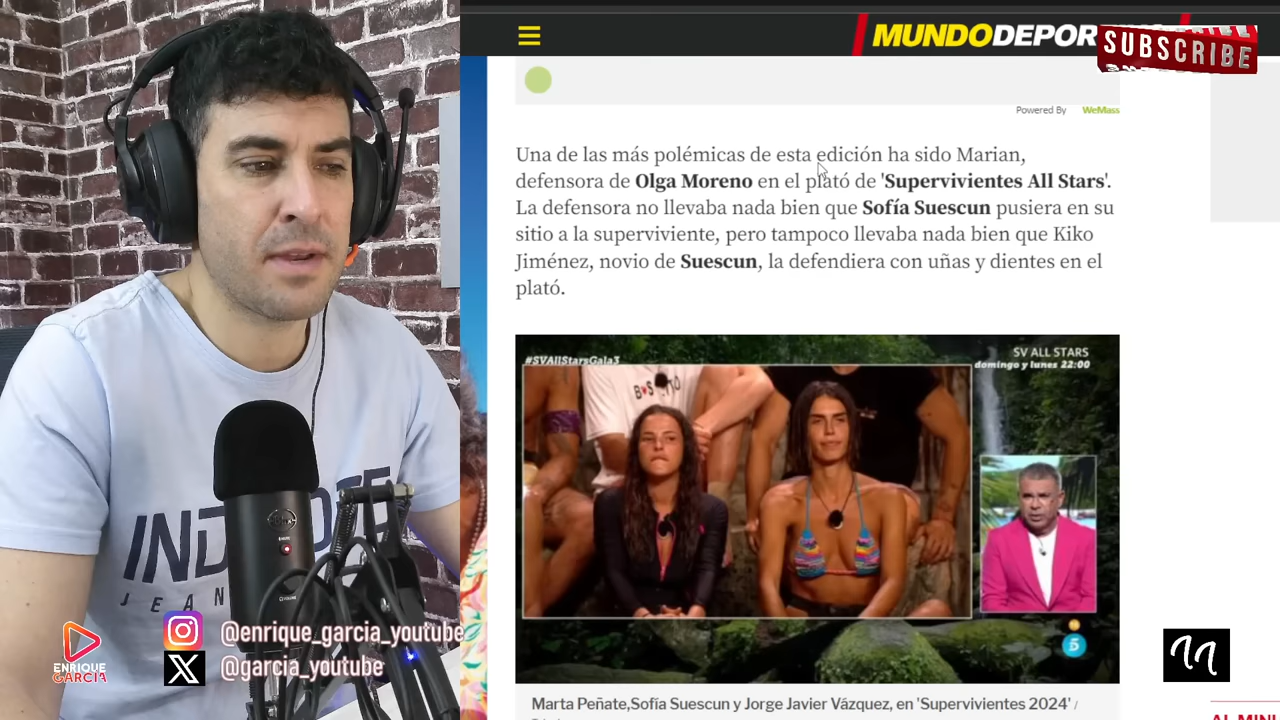 MUNDODEPOR
SUBSCRIBE
Powered By WeMass
Una de las más polémicas de esta edición ha sido Marian,
defensora de Olga Moreno en el plató de 'Supervivientes All Stars'.
La defensora no llevaba nada bien que Sofía Suescun pusiera en su
sitio a la superviviente, pero tampoco llevaba nada bien que Kiko
Jiménez, novio de Suescun, la defendiera con uñas y dientes en el
plató.
#SVAllStarsGala3
SV ALL STARS
domingo y lunes 22:00
5
Marta Peñate,Sofía Suescun y Jorge Javier Vázquez, en 'Supervivientes 2024' /
JEAN
ENRIQUE
GARCIA
@enrique_garcia_youtube
@garcia_youtube